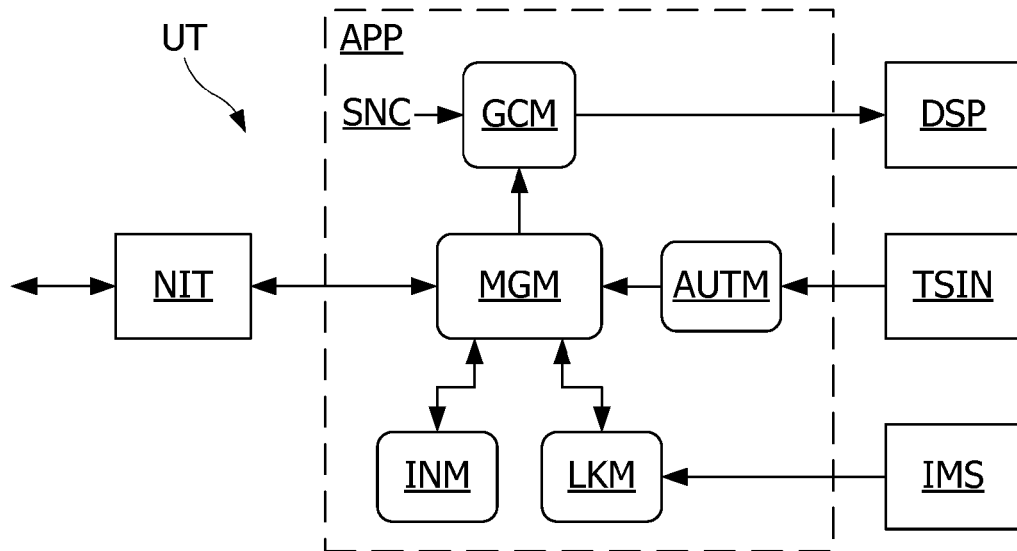 UT
APP
SNC
GCM
DSP
NIT
MGM
AUTM
TSIN
INM
LKM
IMS